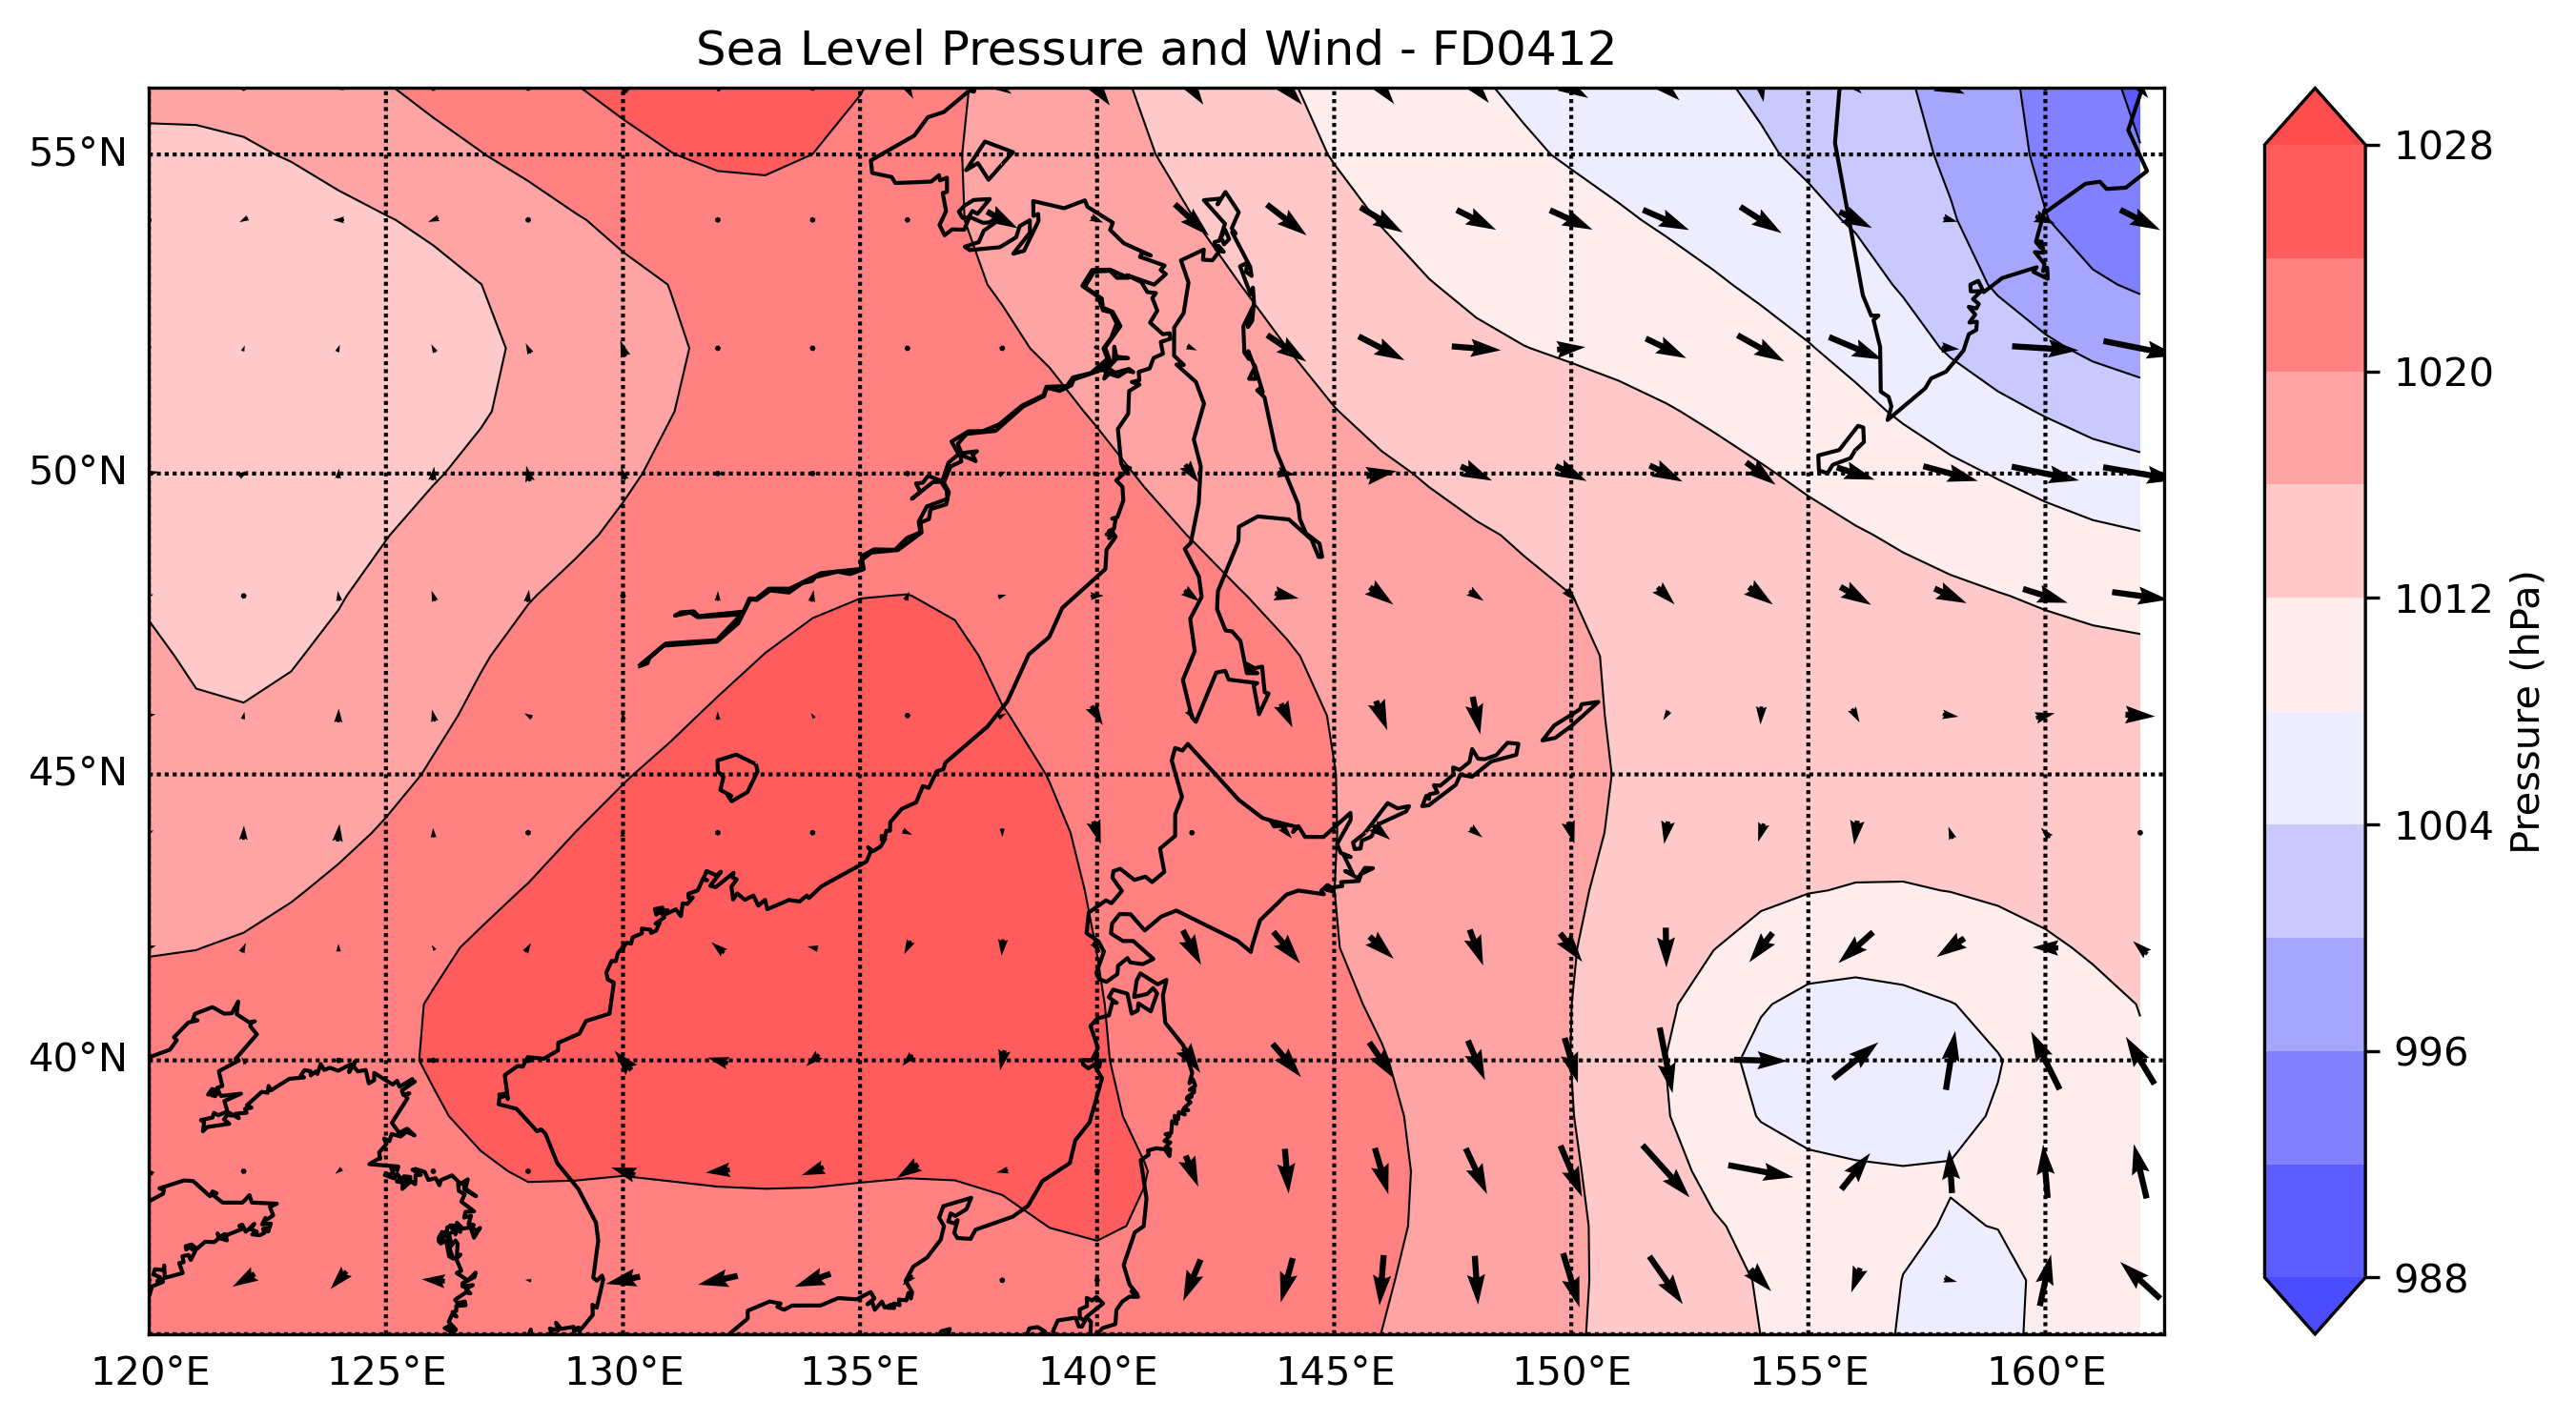 Sea Level Pressure and Wind - FD0412
55°N
50°N
45°N
40°N
120°E 125°E 130°E 135°E 140°E 145°E 150°E 155°E 160°E
1028
1020
1012
1004
996
988
Pressure (hPa)